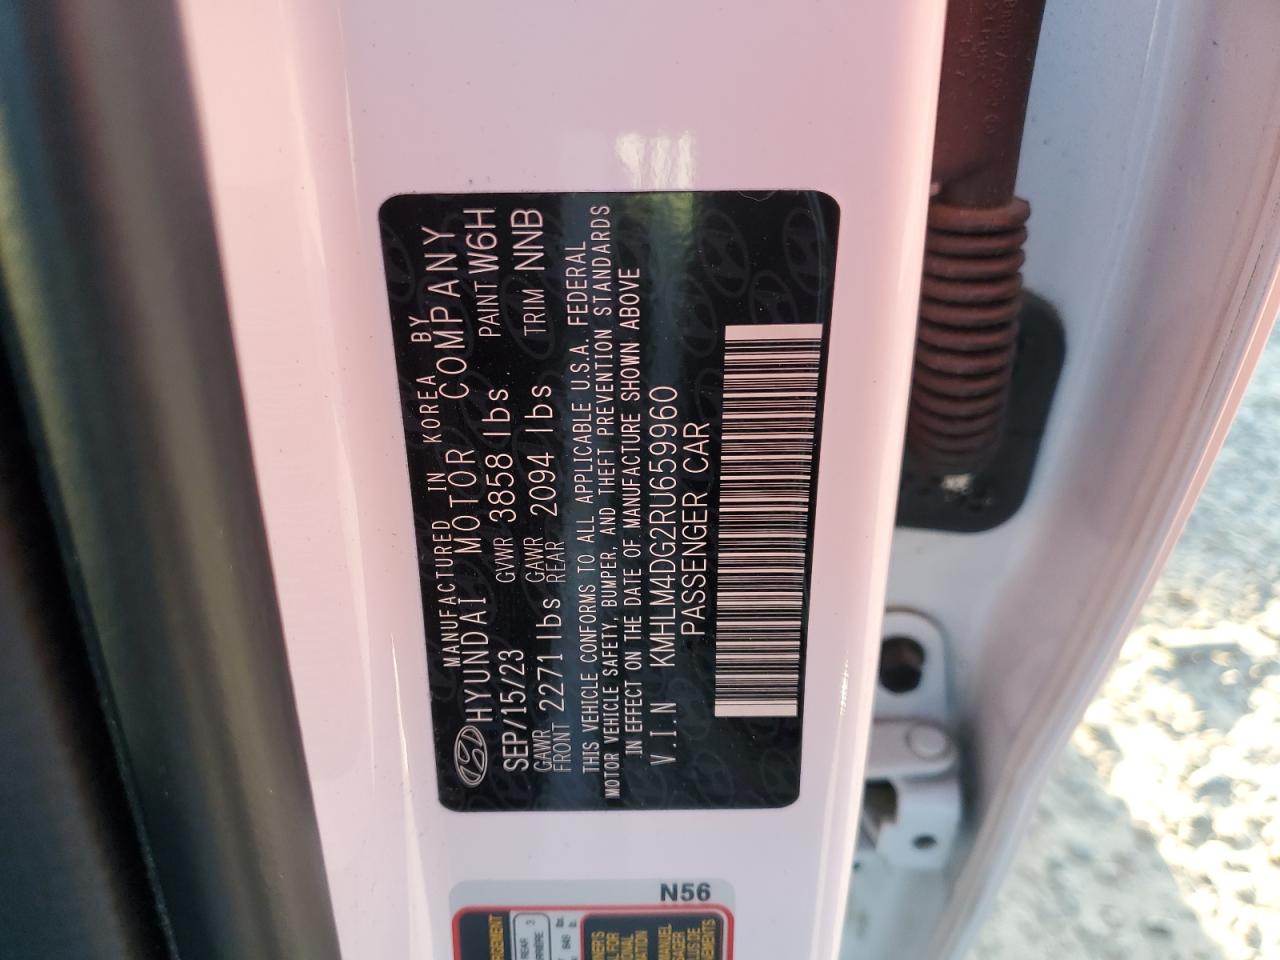 MANUFACTURED IN KOREA BY
HYUNDAI MOTOR COMPANY
SEP/15/23 GVWR 3858 lbs PAINT W6H
GAWR FRONT 2271 lbs GAWR REAR 2094 lbs TRIM NNB
THIS VEHICLE CONFORMS TO ALL APPLICABLE U.S.A. FEDERAL
MOTOR VEHICLE SAFETY, BUMPER, AND THEFT PREVENTION STANDARDS
IN EFFECT ON THE DATE OF MANUFACTURE SHOWN ABOVE
V.I.N KMHLM4DG2RU659960
PASSENGER CAR
N56
REAR
MANUEL